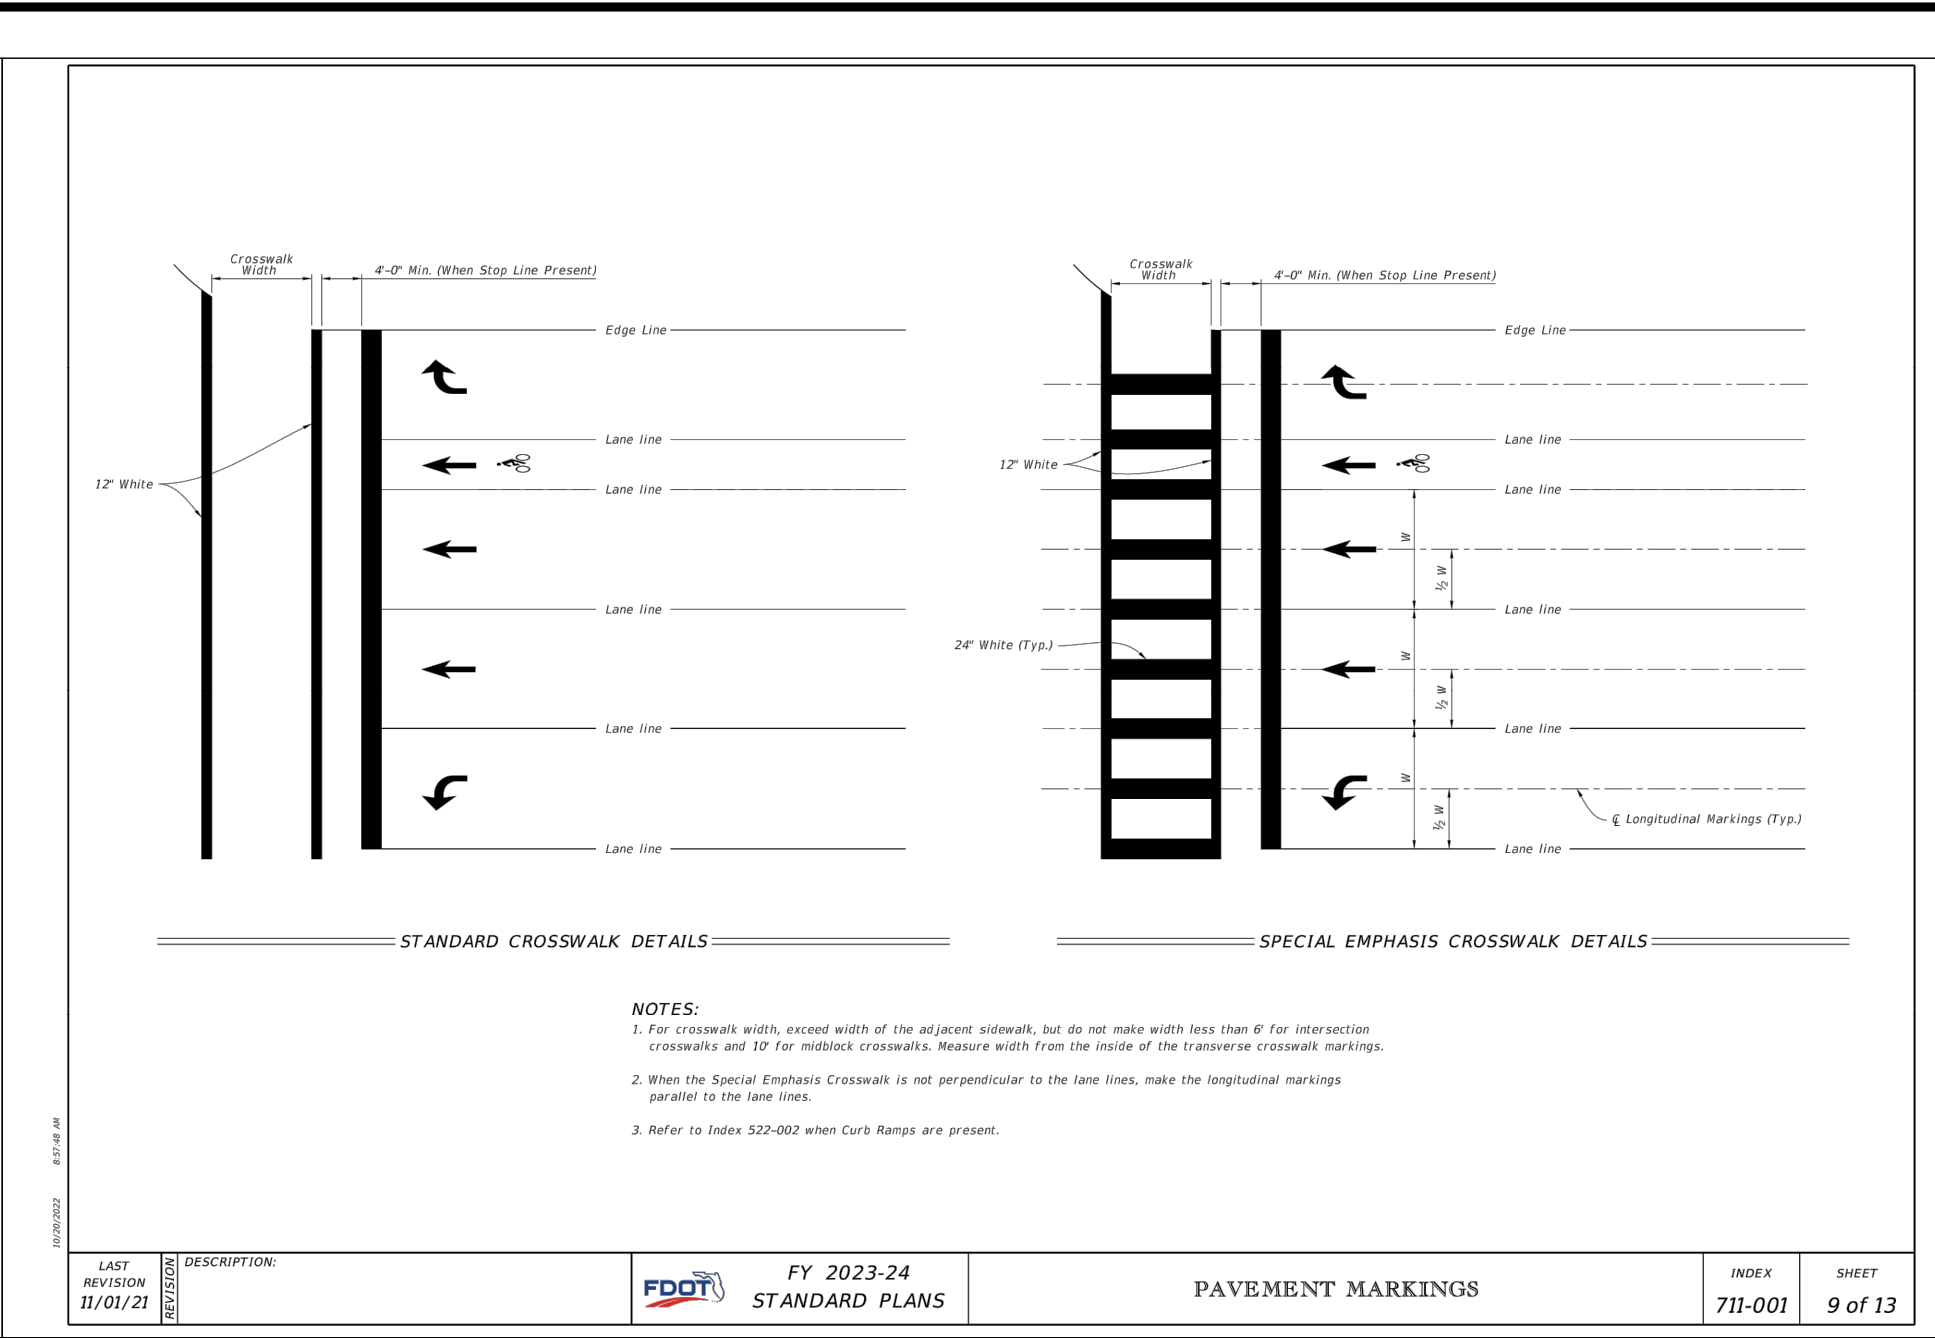 Crosswalk
Width
4'-0" Min. (When Stop Line Present)
Edge Line
Lane line
12" White
Lane line
Lane line
Lane line
Lane line
STANDARD CROSSWALK DETAILS
Crosswalk
Width
4'-0" Min. (When Stop Line Present)
Edge Line
Lane line
12" White
Lane line
W
½ W
Lane line
24" White (Typ.)
W
½ W
Lane line
W
½ W
℄ Longitudinal Markings (Typ.)
Lane line
SPECIAL EMPHASIS CROSSWALK DETAILS
NOTES:
1. For crosswalk width, exceed width of the adjacent sidewalk, but do not make width less than 6' for intersection
crosswalks and 10' for midblock crosswalks. Measure width from the inside of the transverse crosswalk markings.
2. When the Special Emphasis Crosswalk is not perpendicular to the lane lines, make the longitudinal markings
parallel to the lane lines.
3. Refer to Index 522-002 when Curb Ramps are present.
10/20/2022 8:57:48 AM
LAST
REVISION
11/01/21
REVISION
DESCRIPTION:
FDOT
FY 2023-24
STANDARD PLANS
PAVEMENT MARKINGS
INDEX
711-001
SHEET
9 of 13